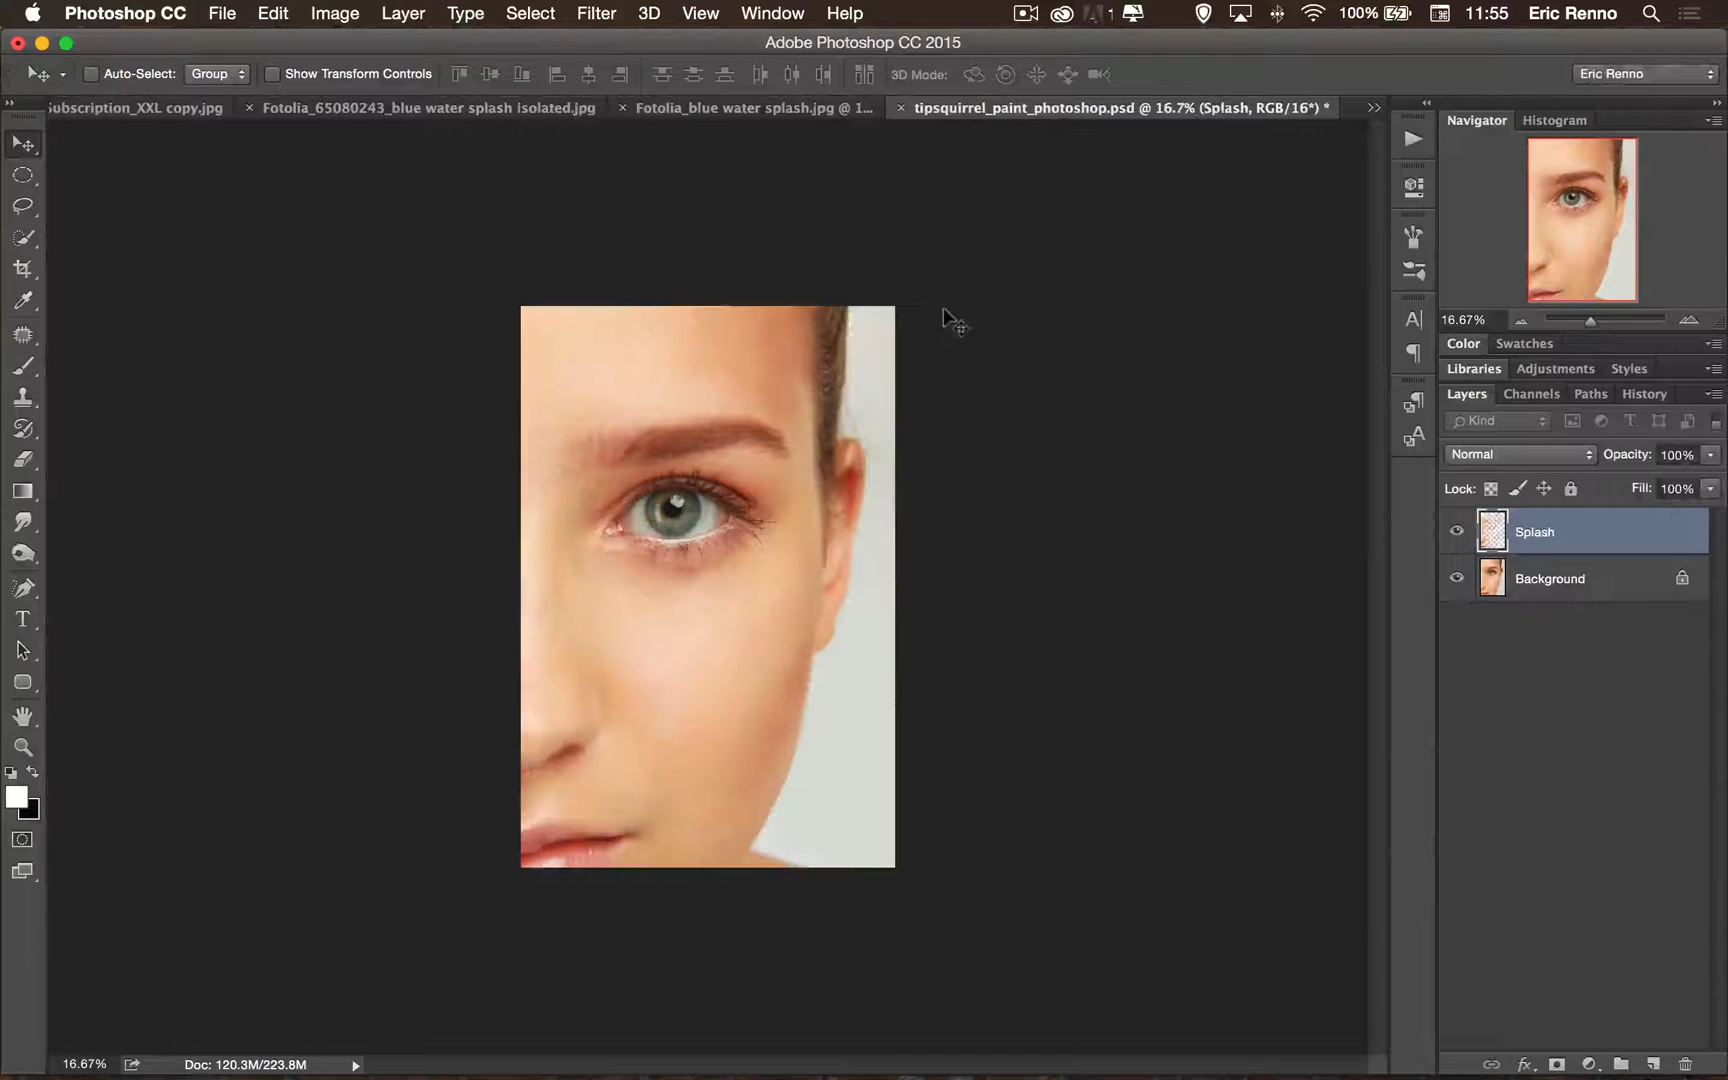 Photoshop CC File Edit Image Layer Type Select Filter 3D View Window Help 1 100% 11:55 Eric Renno
Adobe Photoshop CC 2015
Auto-Select: Group Show Transform Controls 3D Mode: Eric Renno
ubscription_XXL copy.jpg × Fotolia_65080243_blue water splash isolated.jpg × Fotolia_blue water splash.jpg @ 1... × tipsquirrel_paint_photoshop.psd @ 16.7% (Splash, RGB/16*) *
Navigator Histogram
16.67%
Color Swatches
Libraries Adjustments Styles
Layers Channels Paths History
Kind
Normal Opacity: 100%
Lock: Fill: 100%
Splash
Background
16.67% Doc: 120.3M/223.8M